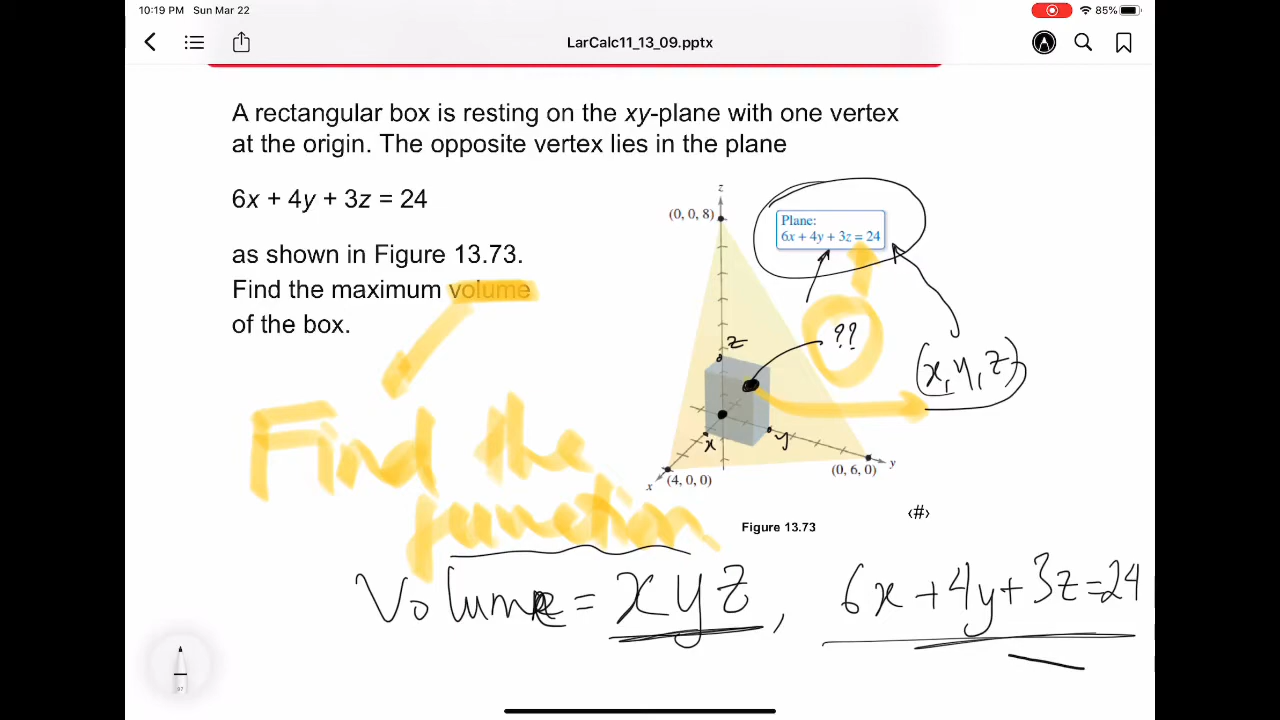 10:19 PM Sun Mar 22
85%
LarCalc11_13_09.pptx
A rectangular box is resting on the xy-plane with one vertex
at the origin. The opposite vertex lies in the plane
6x + 4y + 3z = 24
as shown in Figure 13.73.
Find the maximum volume
of the box.
z
(0, 0, 8)
Plane:
6x + 4y + 3z = 24
??
z
(x, y, z)
x
y
(0, 6, 0)
y
x
(4, 0, 0)
Figure 13.73
‹#›
Find the
function
Volume = xyz , 6x+4y+3z=24
97